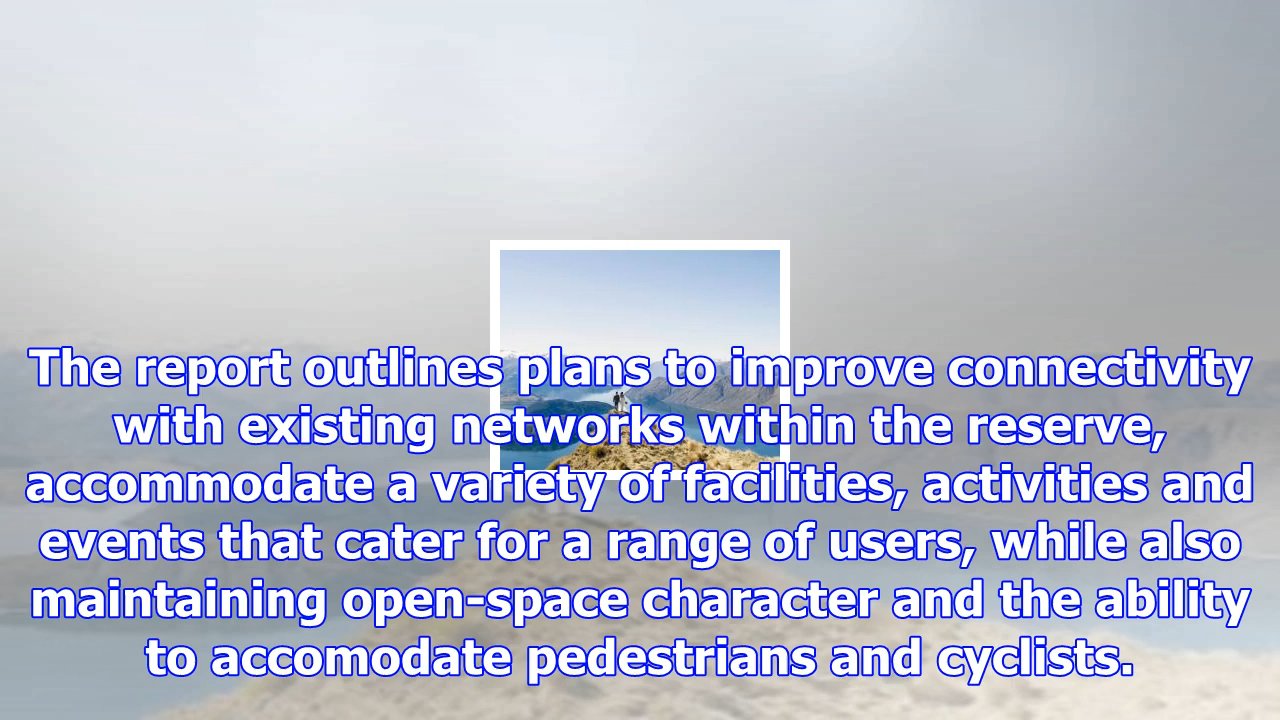 The report outlines plans to improve connectivity
with existing networks within the reserve,
accommodate a variety of facilities, activities and
events that cater for a range of users, while also
maintaining open-space character and the ability
to accomodate pedestrians and cyclists.